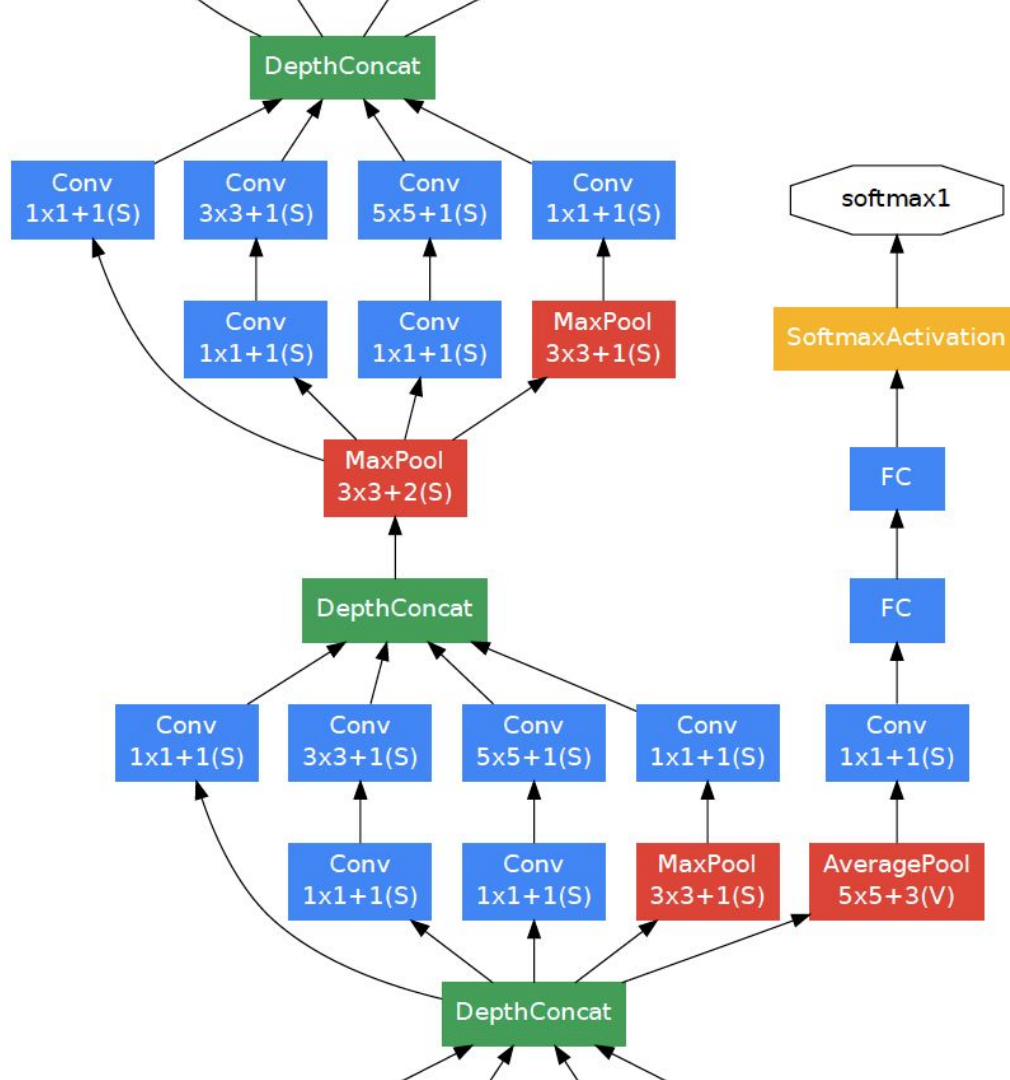 DepthConcat
Conv
1x1+1(S)
Conv
3x3+1(S)
Conv
5x5+1(S)
Conv
1x1+1(S)
softmax1
Conv
1x1+1(S)
Conv
1x1+1(S)
MaxPool
3x3+1(S)
SoftmaxActivation
MaxPool
3x3+2(S)
FC
DepthConcat
FC
Conv
1x1+1(S)
Conv
3x3+1(S)
Conv
5x5+1(S)
Conv
1x1+1(S)
Conv
1x1+1(S)
Conv
1x1+1(S)
Conv
1x1+1(S)
MaxPool
3x3+1(S)
AveragePool
5x5+3(V)
DepthConcat